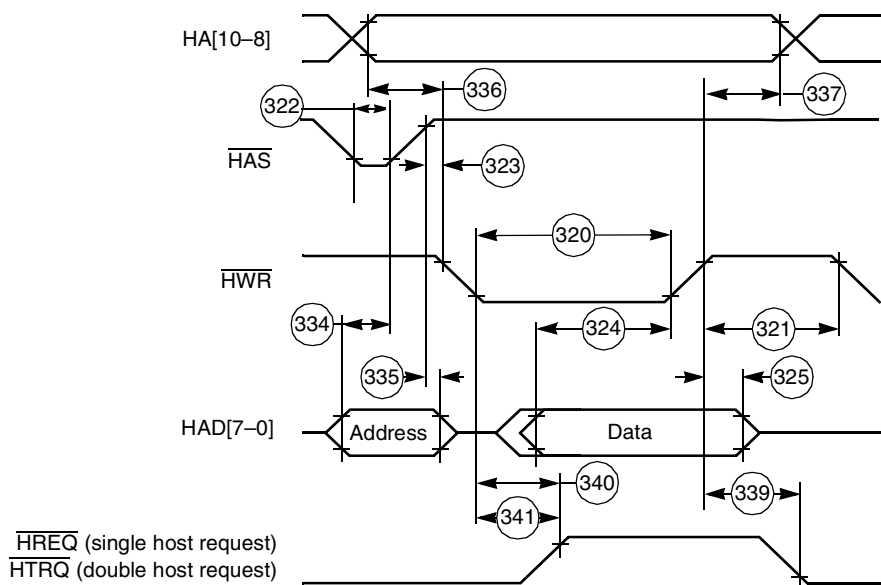 HA[10–8]
336
337
322
HAS
323
320
HWR
334
324
321
335
325
HAD[7–0]
Address
Data
340
341
339
HREQ (single host request)
HTRQ (double host request)